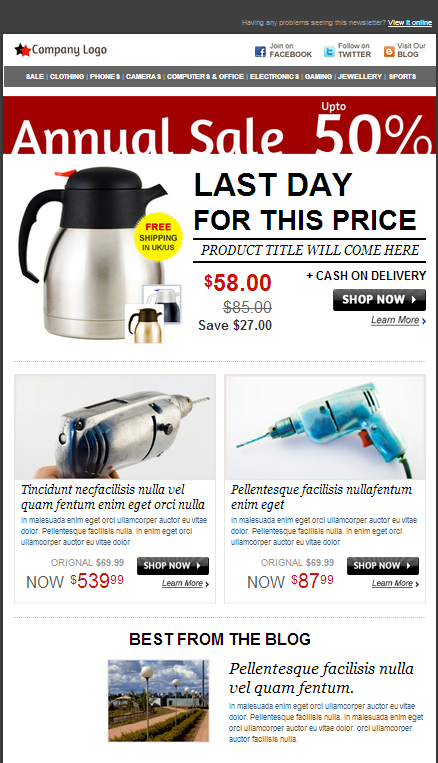 Having any problems seeing this newsletter? View it online
Company Logo
Join on
FACEBOOK
Follow on
TWITTER
Visit Our
BLOG
SALE | CLOTHING | PHONES | CAMERAS | COMPUTERS & OFFICE | ELECTRONICS | GAMING | JEWELLERY | SPORTS
Annual Sale Upto 50%
FREE
SHIPPING
IN UK/US
LAST DAY
FOR THIS PRICE
PRODUCT TITLE WILL COME HERE
$58.00
$85.00
Save $27.00
+ CASH ON DELIVERY
SHOP NOW
Learn More
Tincidunt necfacilisis nulla vel
quam fentum enim eget orci nulla
In malesuada enim eget orci ullamcorper auctor eu vitae
dolor. Pellentesque facilisis nulla. In enim eget orci
ullamcorper auctor eu vitae dolor
ORIGNAL $69.99
NOW $539.99
SHOP NOW
Learn More
Pellentesque facilisis nullafentum
enim eget
In malesuada enim eget orci ullamcorper auctor eu vitae
dolor. Pellentesque facilisis nulla. In enim eget orci
ullamcorper auctor eu vitae dolor
ORIGNAL $69.99
NOW $87.99
SHOP NOW
Learn More
BEST FROM THE BLOG
Pellentesque facilisis nulla
vel quam fentum.
In malesuada enim eget orci ullamcorper auctor eu vitae
dolor. Pellentesque facilisis nulla. In malesuada enim eget
orci ullamcorper auctor eu vitae dolor. orci ullamcorper
auctor facilisis nulla.